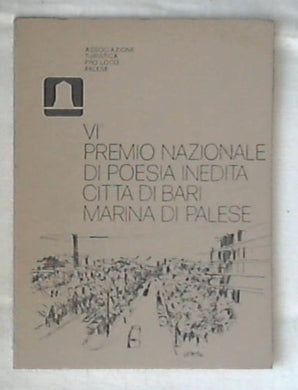 ASSOCIAZIONE
TURISTICA
PRO LOCO
PALESE
VI°
PREMIO NAZIONALE
DI POESIA INEDITA
CITTA DI BARI
MARINA DI PALESE